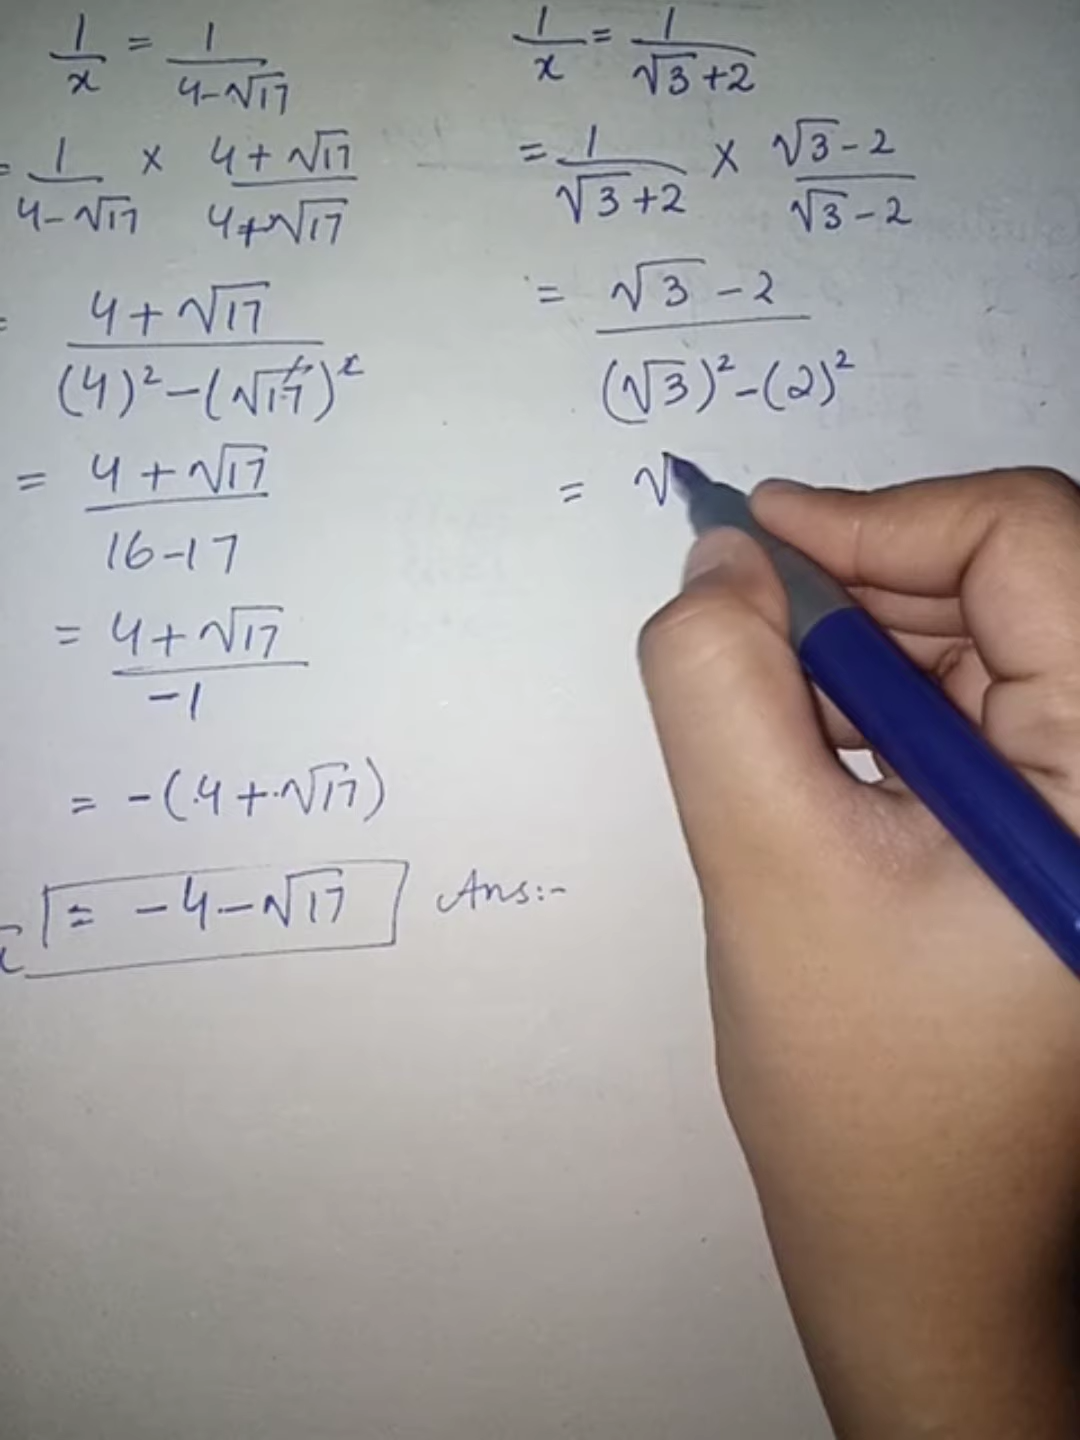 1/x = 1/(4-√17)
= 1/(4-√17) × (4+√17)/(4+√17)
= (4+√17)/((4)²-(√17)²)
= (4+√17)/(16-17)
= (4+√17)/-1
= -(4+√17)
= -4-√17 Ans:-
1/x = 1/(√3+2)
= 1/(√3+2) × (√3-2)/(√3-2)
= (√3-2)/((√3)²-(2)²)
= √